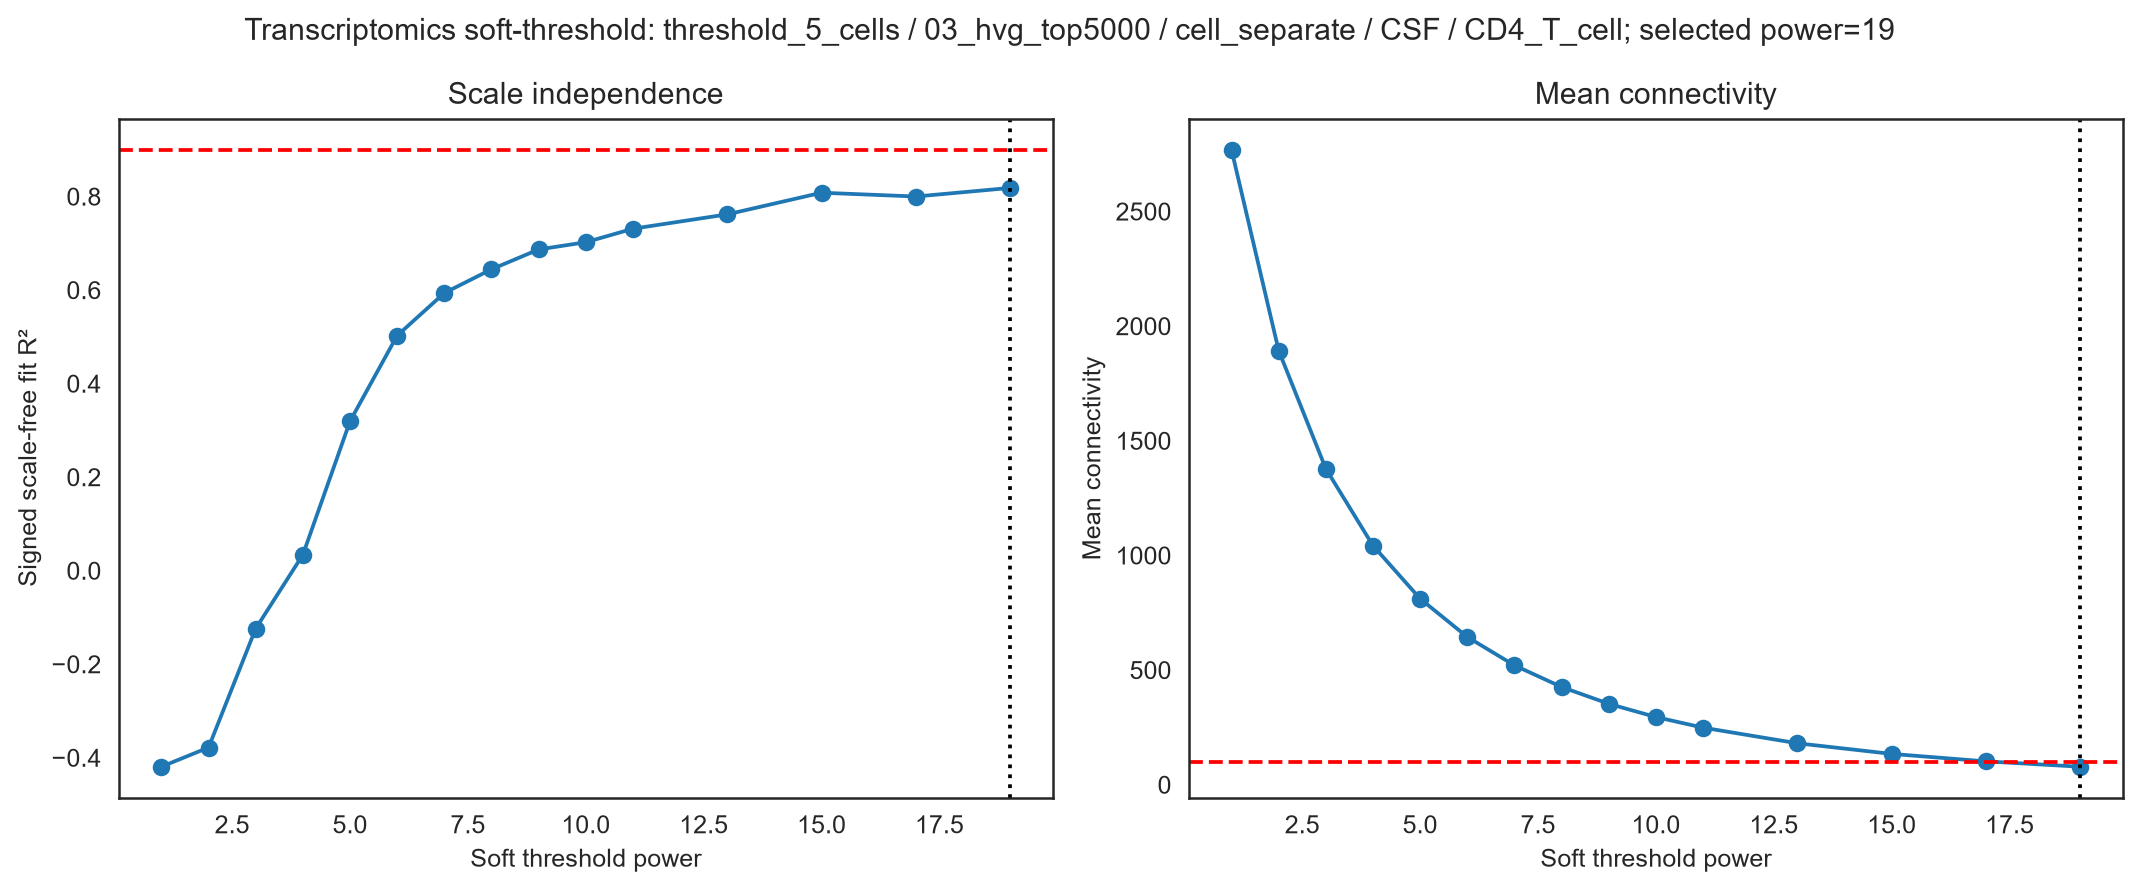 Transcriptomics soft-threshold: threshold_5_cells / 03_hvg_top5000 / cell_separate / CSF / CD4_T_cell; selected power=19
Scale independence
Signed scale-free fit R²
0.8
0.6
0.4
0.2
0.0
−0.2
−0.4
2.5 5.0 7.5 10.0 12.5 15.0 17.5
Soft threshold power
Mean connectivity
Mean connectivity
2500
2000
1500
1000
500
0
2.5 5.0 7.5 10.0 12.5 15.0 17.5
Soft threshold power